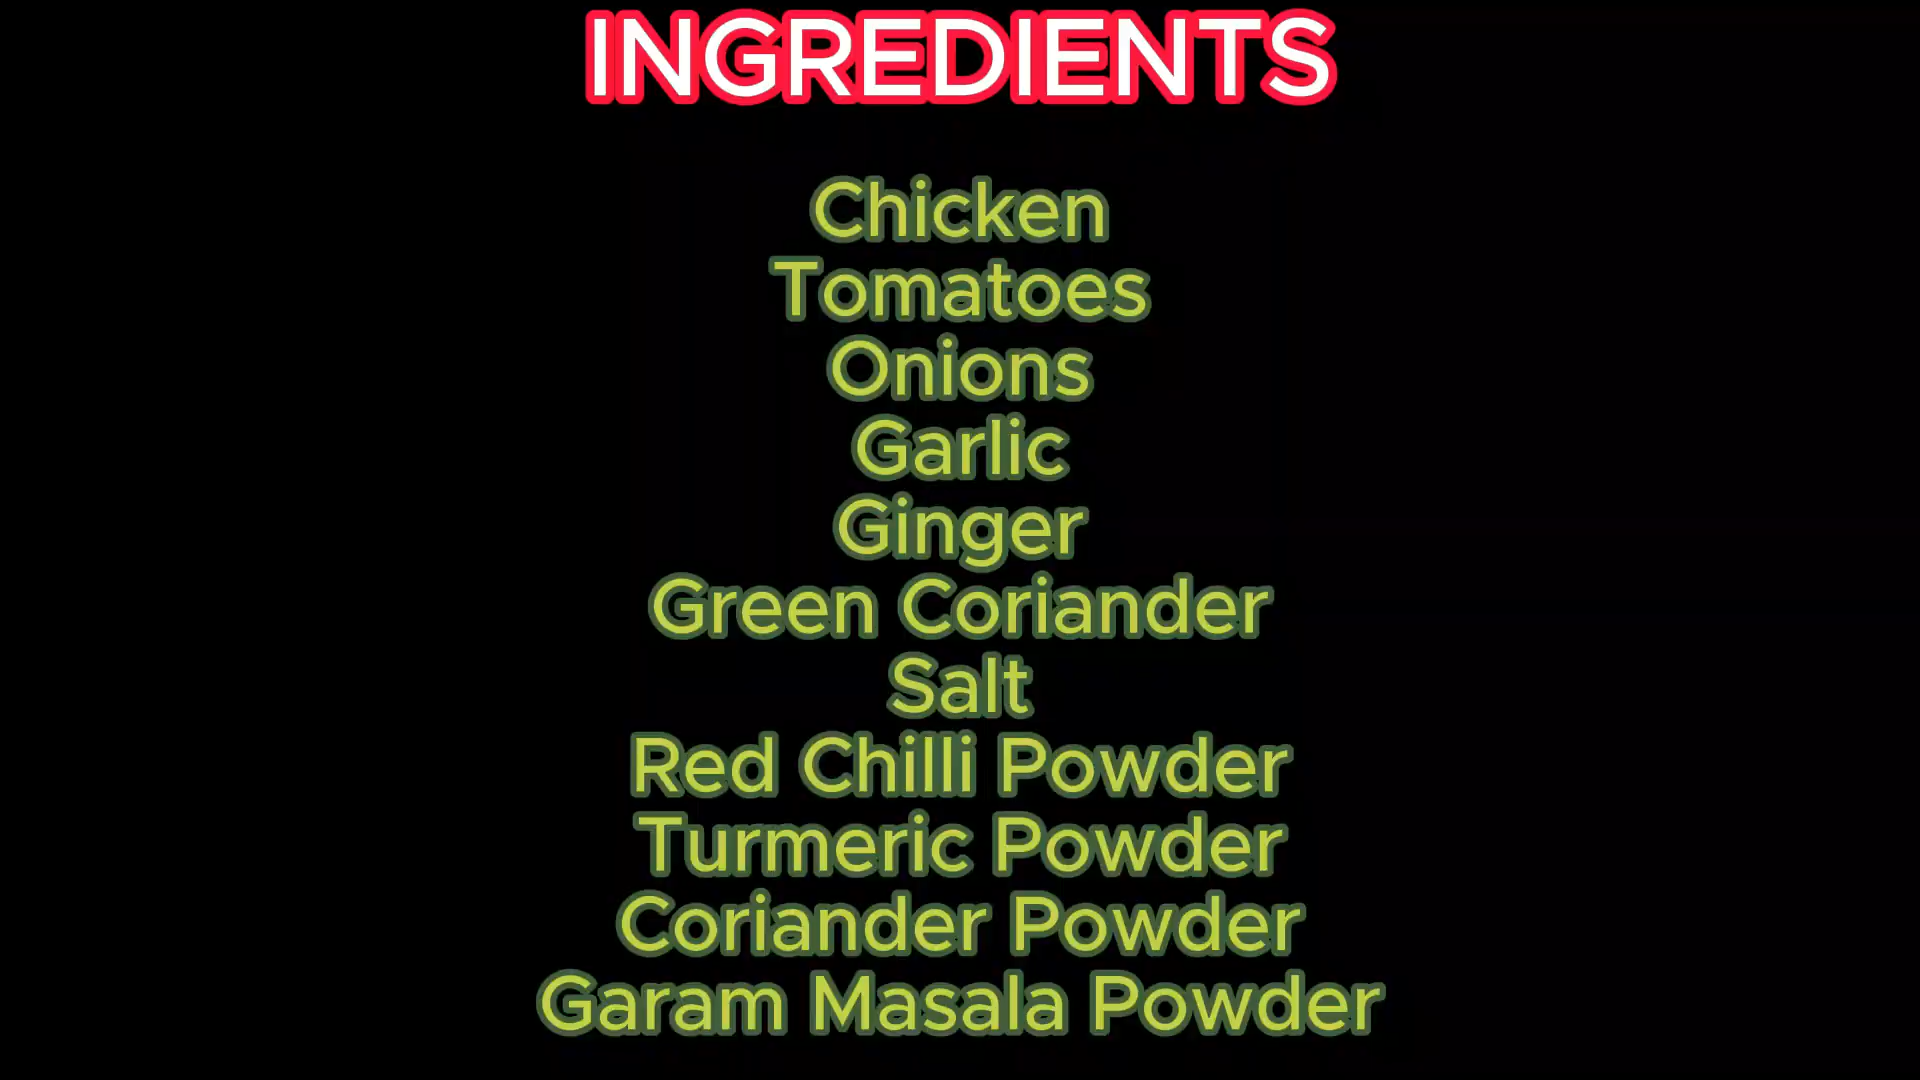 INGREDIENTS
Chicken
Tomatoes
Onions
Garlic
Ginger
Green Coriander
Salt
Red Chilli Powder
Turmeric Powder
Coriander Powder
Garam Masala Powder